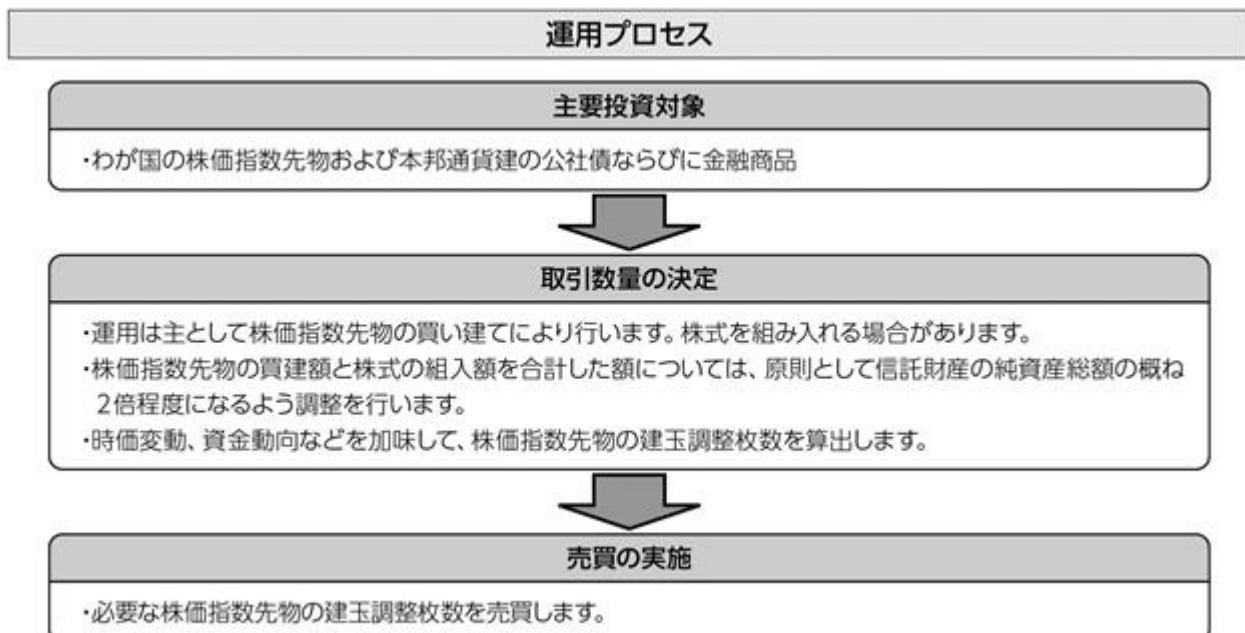 運用プロセス
主要投資対象
・わが国の株価指数先物および本邦通貨建の公社債ならびに金融商品
取引数量の決定
・運用は主として株価指数先物の買い建てにより行います。株式を組み入れる場合があります。
・株価指数先物の買建額と株式の組入額を合計した額については、原則として信託財産の純資産総額の概ね
2倍程度になるよう調整を行います。
・時価変動、資金動向などを加味して、株価指数先物の建玉調整枚数を算出します。
売買の実施
・必要な株価指数先物の建玉調整枚数を売買します。